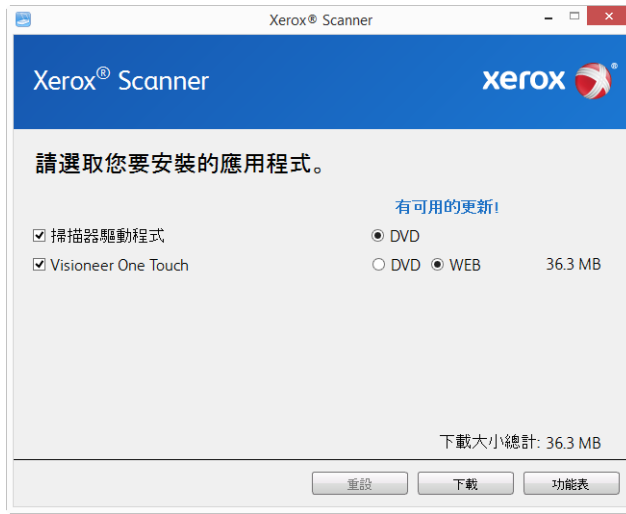 Xerox® Scanner
Xerox® Scanner
xerox®
請選取您要安裝的應用程式。
有可用的更新!
掃描器驅動程式 DVD
Visioneer One Touch DVD WEB 36.3 MB
下載大小總計: 36.3 MB
重設 下載 功能表